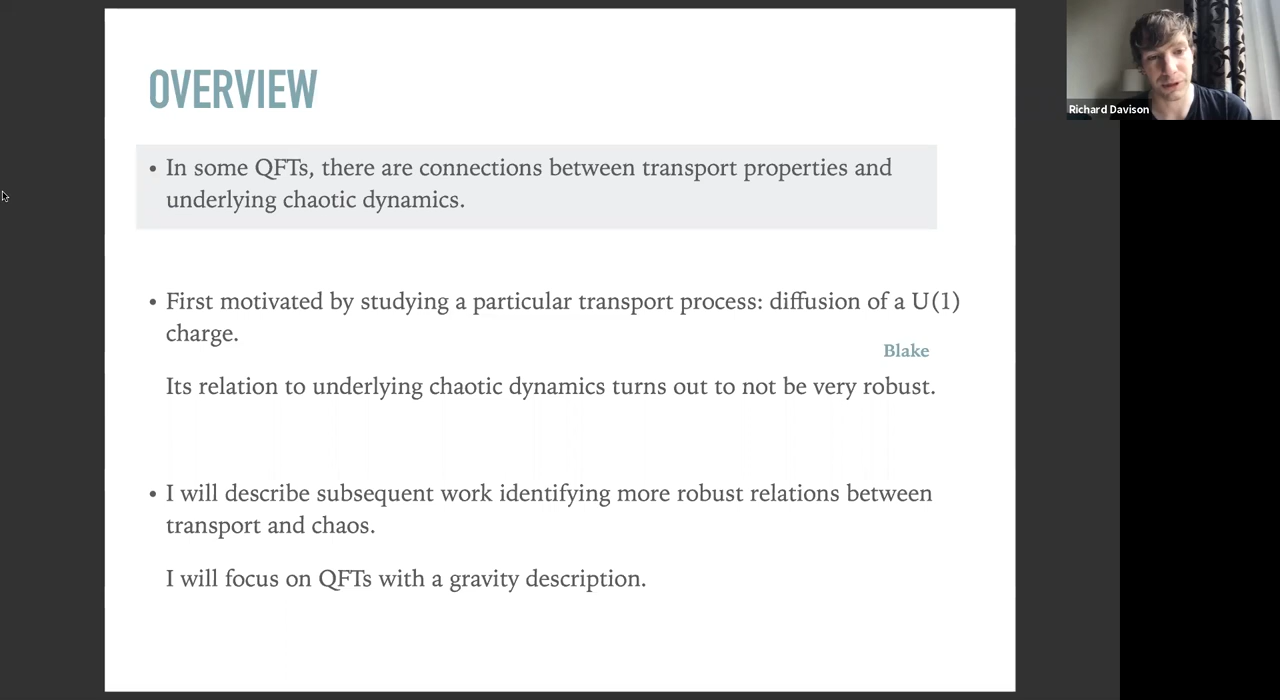 OVERVIEW
• In some QFTs, there are connections between transport properties and
underlying chaotic dynamics.
• First motivated by studying a particular transport process: diffusion of a U(1)
charge.
Blake
Its relation to underlying chaotic dynamics turns out to not be very robust.
• I will describe subsequent work identifying more robust relations between
transport and chaos.
I will focus on QFTs with a gravity description.
Richard Davison